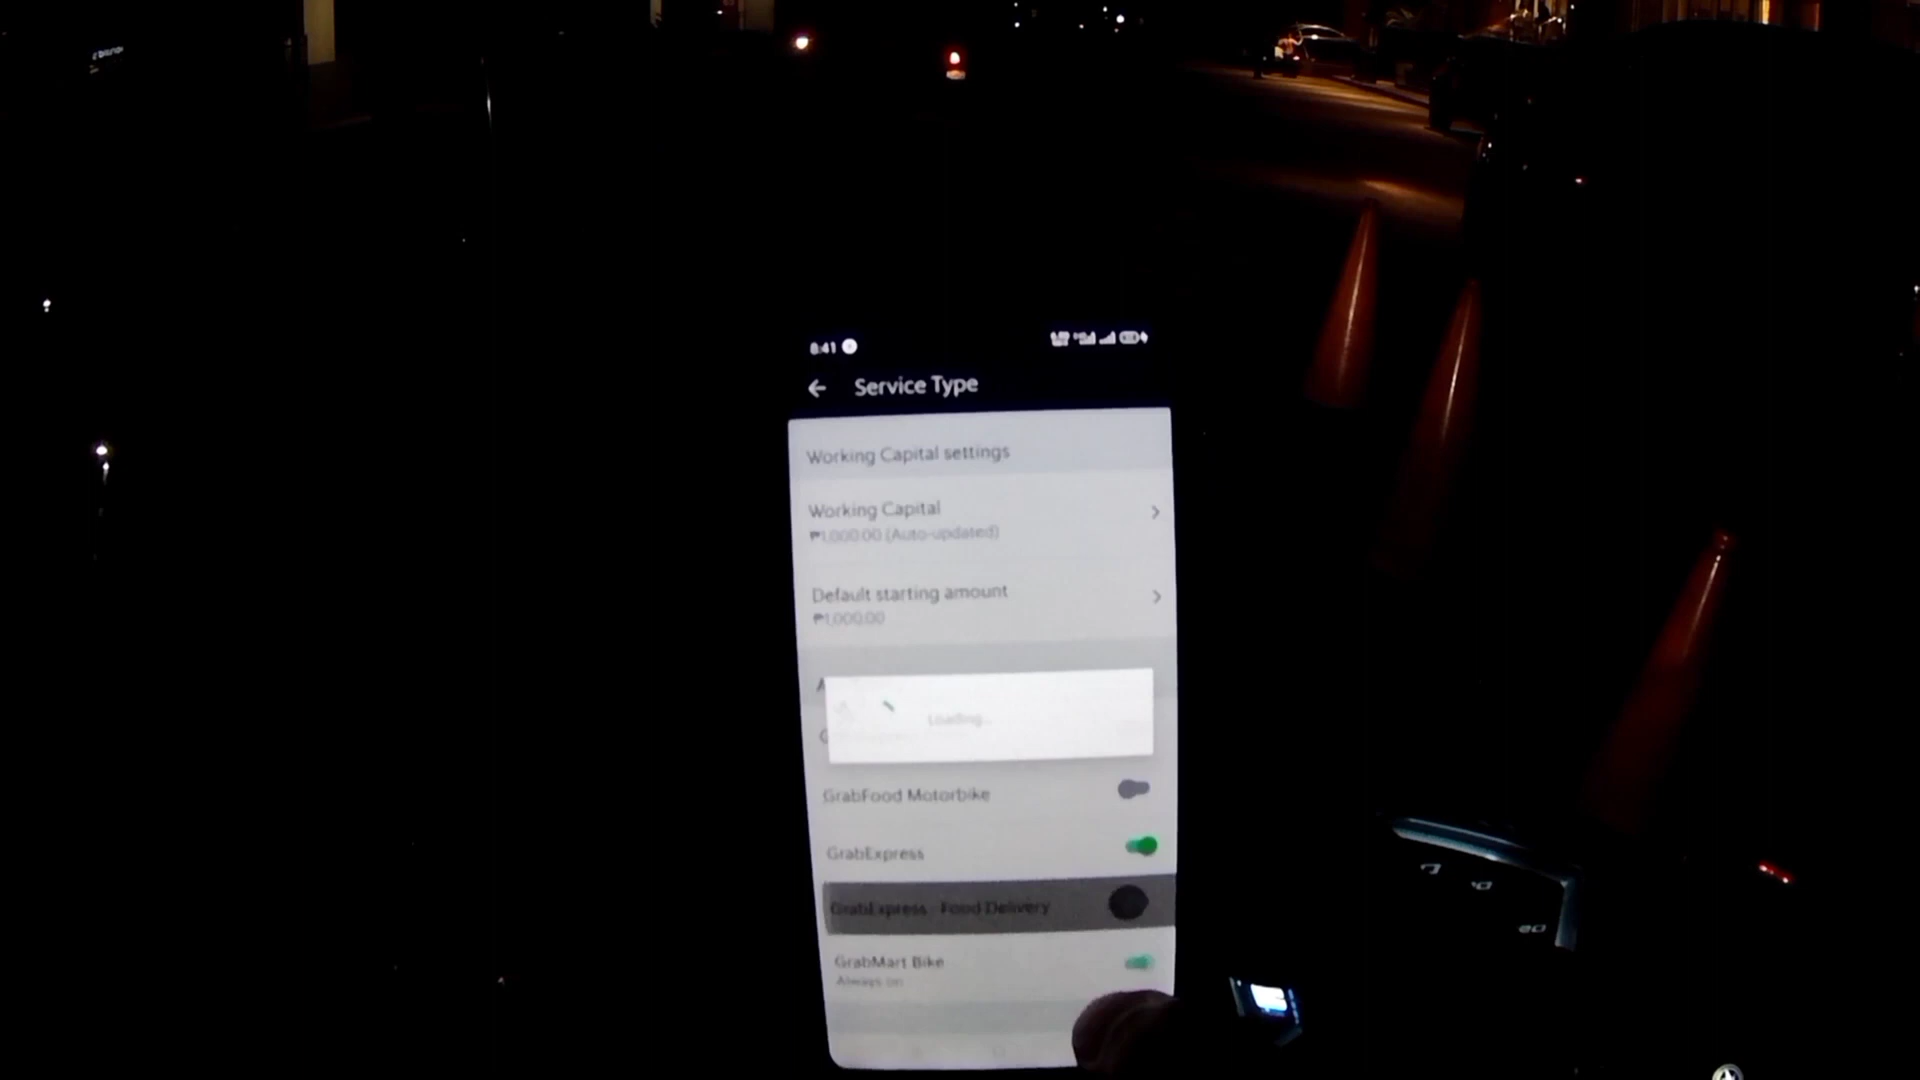 8:41
Service Type
Working Capital settings
Working Capital
₱1,000.00 (Auto-updated)
Default starting amount
₱1,000.00
Loading...
GrabFood Motorbike
GrabExpress
GrabExpress - Food Delivery
GrabMart Bike
Always on